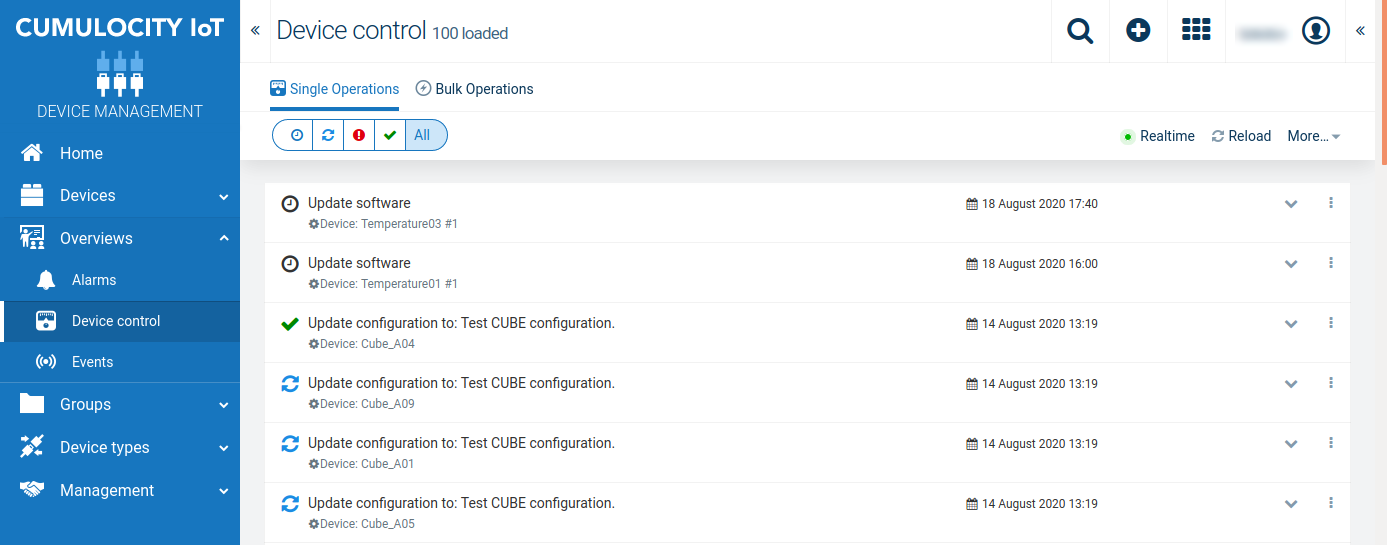 CUMULOCITY IoT
DEVICE MANAGEMENT
Home
Devices
Overviews
Alarms
Device control
Events
Groups
Device types
Management
Device control 100 loaded
Single Operations Bulk Operations
All
Realtime Reload More...
Update software 18 August 2020 17:40
Device: Temperature03 #1
Update software 18 August 2020 16:00
Device: Temperature01 #1
Update configuration to: Test CUBE configuration. 14 August 2020 13:19
Device: Cube_A04
Update configuration to: Test CUBE configuration. 14 August 2020 13:19
Device: Cube_A09
Update configuration to: Test CUBE configuration. 14 August 2020 13:19
Device: Cube_A01
Update configuration to: Test CUBE configuration. 14 August 2020 13:19
Device: Cube_A05